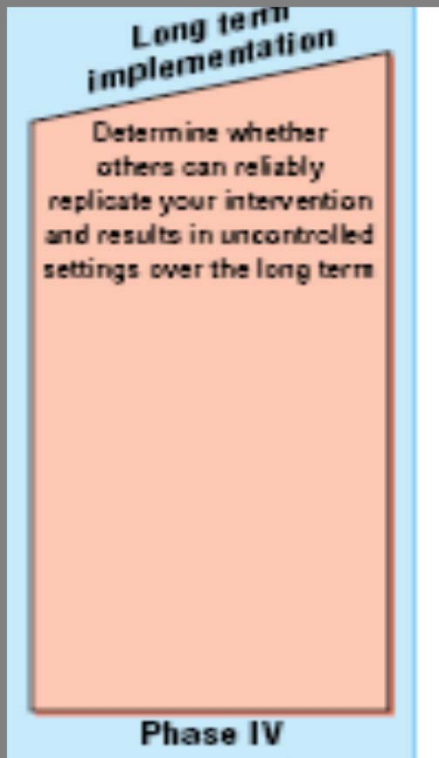 Long term
implementation
Determine whether
others can reliably
replicate your intervention
and results in uncontrolled
settings over the long term
Phase IV